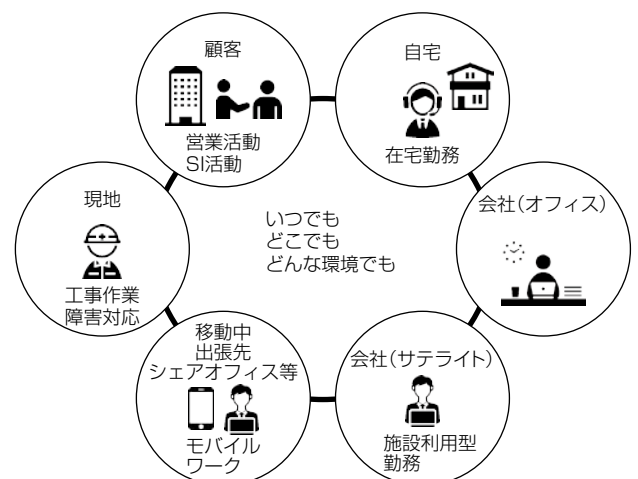 顧客
営業活動
SI活動
自宅
在宅勤務
現地
工事作業
障害対応
いつでも
どこでも
どんな環境でも
会社(オフィス)
移動中
出張先
シェアオフィス等
モバイル
ワーク
会社(サテライト)
施設利用型
勤務